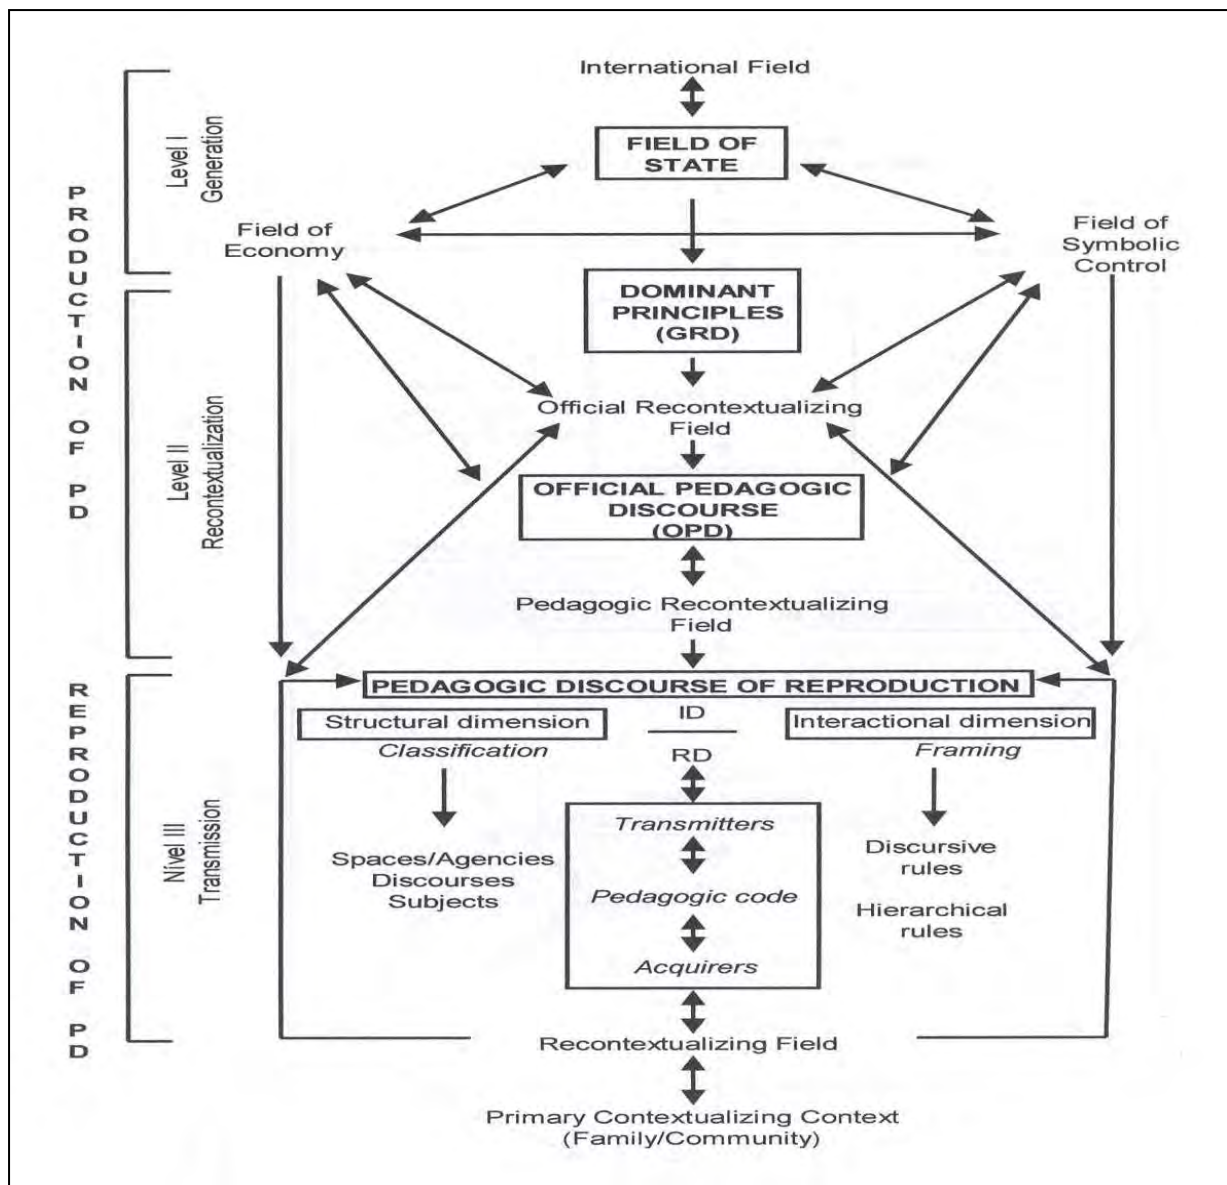 International Field
FIELD OF
STATE
Level I
Generation
Field of
Economy
Field of
Symbolic
Control
DOMINANT
PRINCIPLES
(GRD)
PRODUCTION OF PD
Level II
Recontextualization
Official Recontextualizing
Field
OFFICIAL PEDAGOGIC
DISCOURSE
(OPD)
Pedagogic Recontextualizing
Field
PEDAGOGIC DISCOURSE OF REPRODUCTION
Structural dimension
Classification
ID
RD
Interactional dimension
Framing
REPRODUCTION OF PD
Nível III
Transmission
Spaces/Agencies
Discourses
Subjects
Transmitters
Pedagogic code
Acquirers
Discursive
rules
Hierarchical
rules
Recontextualizing Field
Primary Contextualizing Context
(Family/Community)